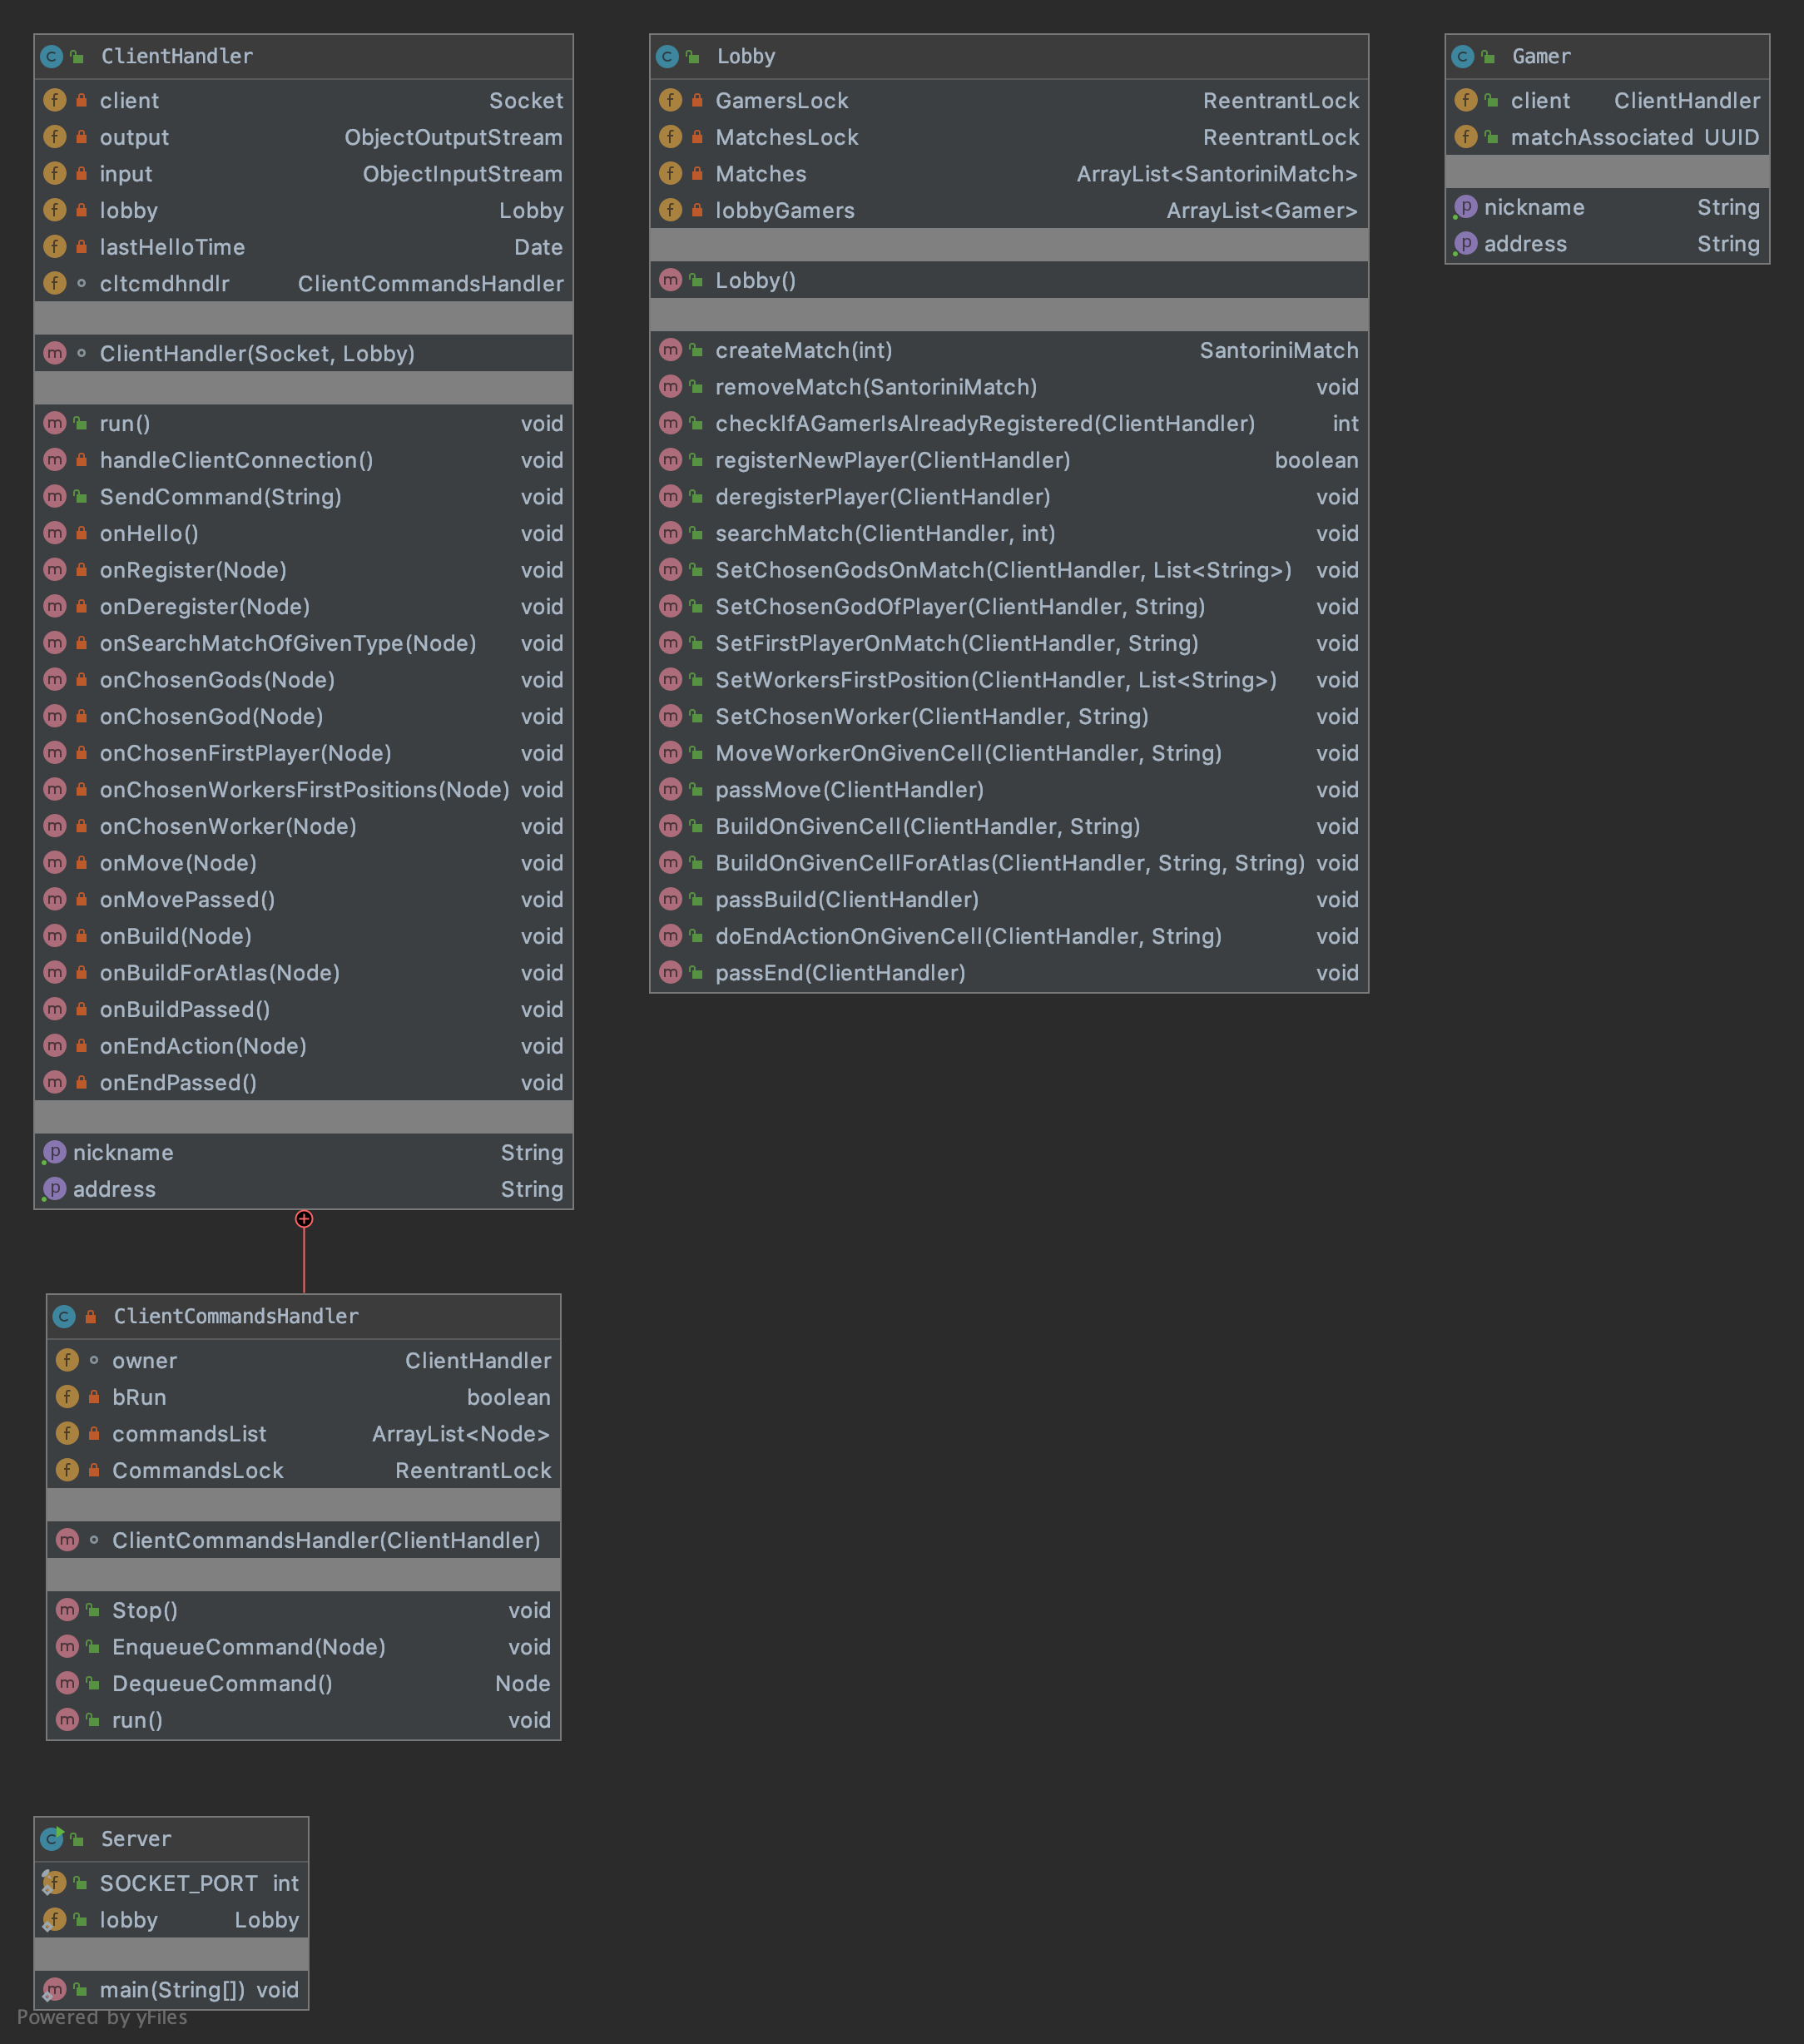 ClientHandler
client Socket
output ObjectOutputStream
input ObjectInputStream
lobby Lobby
lastHelloTime Date
cltcmdhndlr ClientCommandsHandler
ClientHandler(Socket, Lobby)
run() void
handleClientConnection() void
SendCommand(String) void
onHello() void
onRegister(Node) void
onDeregister(Node) void
onSearchMatchOfGivenType(Node) void
onChosenGods(Node) void
onChosenGod(Node) void
onChosenFirstPlayer(Node) void
onChosenWorkersFirstPositions(Node) void
onChosenWorker(Node) void
onMove(Node) void
onMovePassed() void
onBuild(Node) void
onBuildForAtlas(Node) void
onBuildPassed() void
onEndAction(Node) void
onEndPassed() void
nickname String
address String
Lobby
GamersLock ReentrantLock
MatchesLock ReentrantLock
Matches ArrayList<SantoriniMatch>
lobbyGamers ArrayList<Gamer>
Lobby()
createMatch(int) SantoriniMatch
removeMatch(SantoriniMatch) void
checkIfAGamerIsAlreadyRegistered(ClientHandler) int
registerNewPlayer(ClientHandler) boolean
deregisterPlayer(ClientHandler) void
searchMatch(ClientHandler, int) void
SetChosenGodsOnMatch(ClientHandler, List<String>) void
SetChosenGodOfPlayer(ClientHandler, String) void
SetFirstPlayerOnMatch(ClientHandler, String) void
SetWorkersFirstPosition(ClientHandler, List<String>) void
SetChosenWorker(ClientHandler, String) void
MoveWorkerOnGivenCell(ClientHandler, String) void
passMove(ClientHandler) void
BuildOnGivenCell(ClientHandler, String) void
BuildOnGivenCellForAtlas(ClientHandler, String, String) void
passBuild(ClientHandler) void
doEndActionOnGivenCell(ClientHandler, String) void
passEnd(ClientHandler) void
Gamer
client ClientHandler
matchAssociated UUID
nickname String
address String
ClientCommandsHandler
owner ClientHandler
bRun boolean
commandsList ArrayList<Node>
CommandsLock ReentrantLock
ClientCommandsHandler(ClientHandler)
Stop() void
EnqueueCommand(Node) void
DequeueCommand() Node
run() void
Server
SOCKET_PORT int
lobby Lobby
main(String[]) void
Powered by yFiles